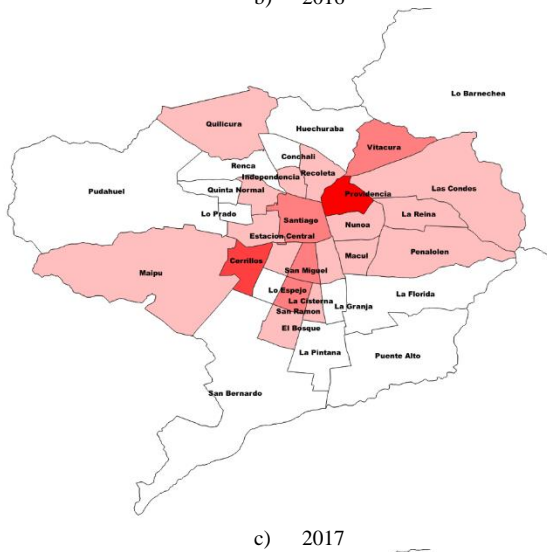 b) 2016
Lo Barnechea
Quilicura
Huechuraba
Vitacura
Conchali
Renca
Recoleta
Independencia
Pudahuel
Quinta Normal
Providencia
Las Condes
Lo Prado
Santiago
La Reina
Nunoa
Estacion Central
Macul
Penalolen
Cerrillos
Maipu
San Miguel
Lo Espejo
La Florida
La Cisterna
La Granja
San Ramon
El Bosque
La Pintana
Puente Alto
San Bernardo
c) 2017